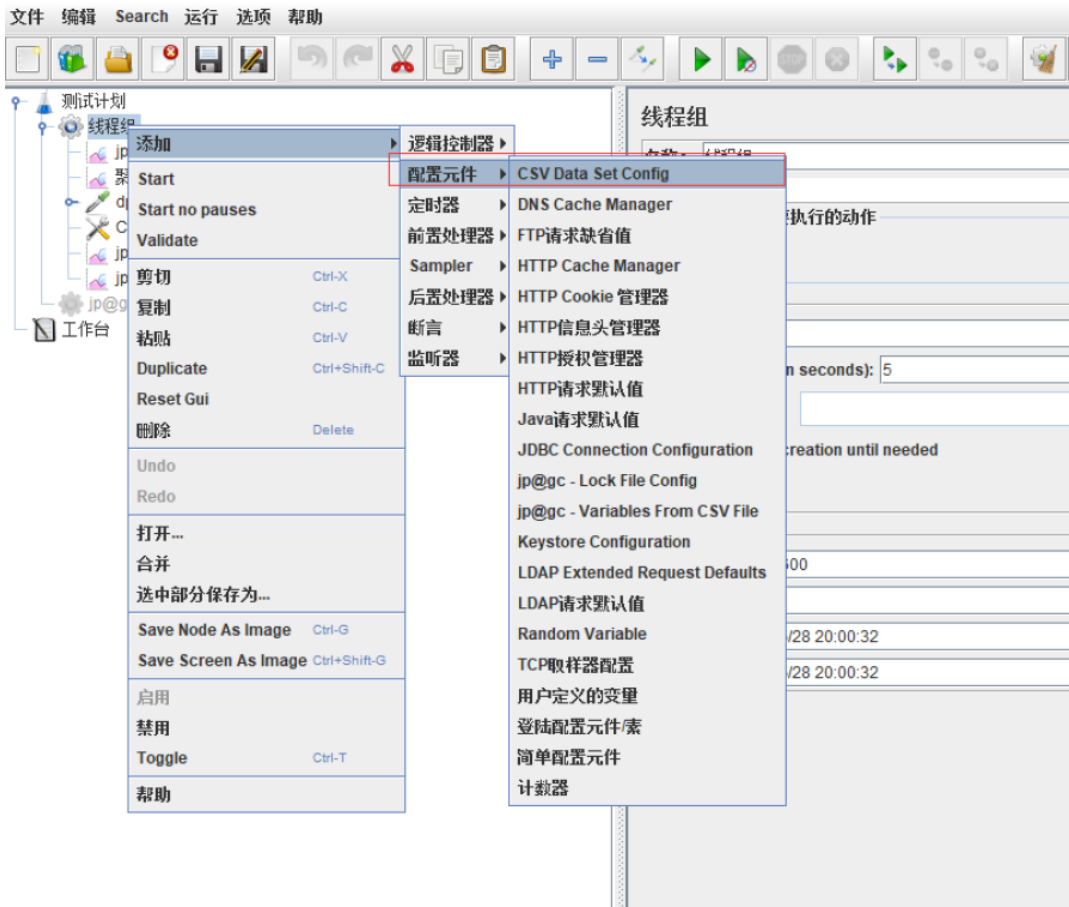 文件 编辑 Search 运行 选项 帮助
STOP
测试计划
线程组
jp
聚
dp
C
jp
jp
jp@g
工作台
添加
Start
Start no pauses
Validate
剪切 Ctrl-X
复制 Ctrl-C
粘贴 Ctrl-V
Duplicate Ctrl+Shift-C
Reset Gui
删除 Delete
Undo
Redo
打开...
合并
选中部分保存为...
Save Node As Image Ctrl-G
Save Screen As Image Ctrl+Shift-G
启用
禁用
Toggle Ctrl-T
帮助
逻辑控制器
配置元件
定时器
前置处理器
Sampler
后置处理器
断言
监听器
CSV Data Set Config
DNS Cache Manager
FTP请求缺省值
HTTP Cache Manager
HTTP Cookie 管理器
HTTP信息头管理器
HTTP授权管理器
HTTP请求默认值
Java请求默认值
JDBC Connection Configuration
jp@gc - Lock File Config
jp@gc - Variables From CSV File
Keystore Configuration
LDAP Extended Request Defaults
LDAP请求默认值
Random Variable
TCP取样器配置
用户定义的变量
登陆配置元件/素
简单配置元件
计数器
线程组
执行的动作
n seconds): 5
creation until needed
00
/28 20:00:32
/28 20:00:32